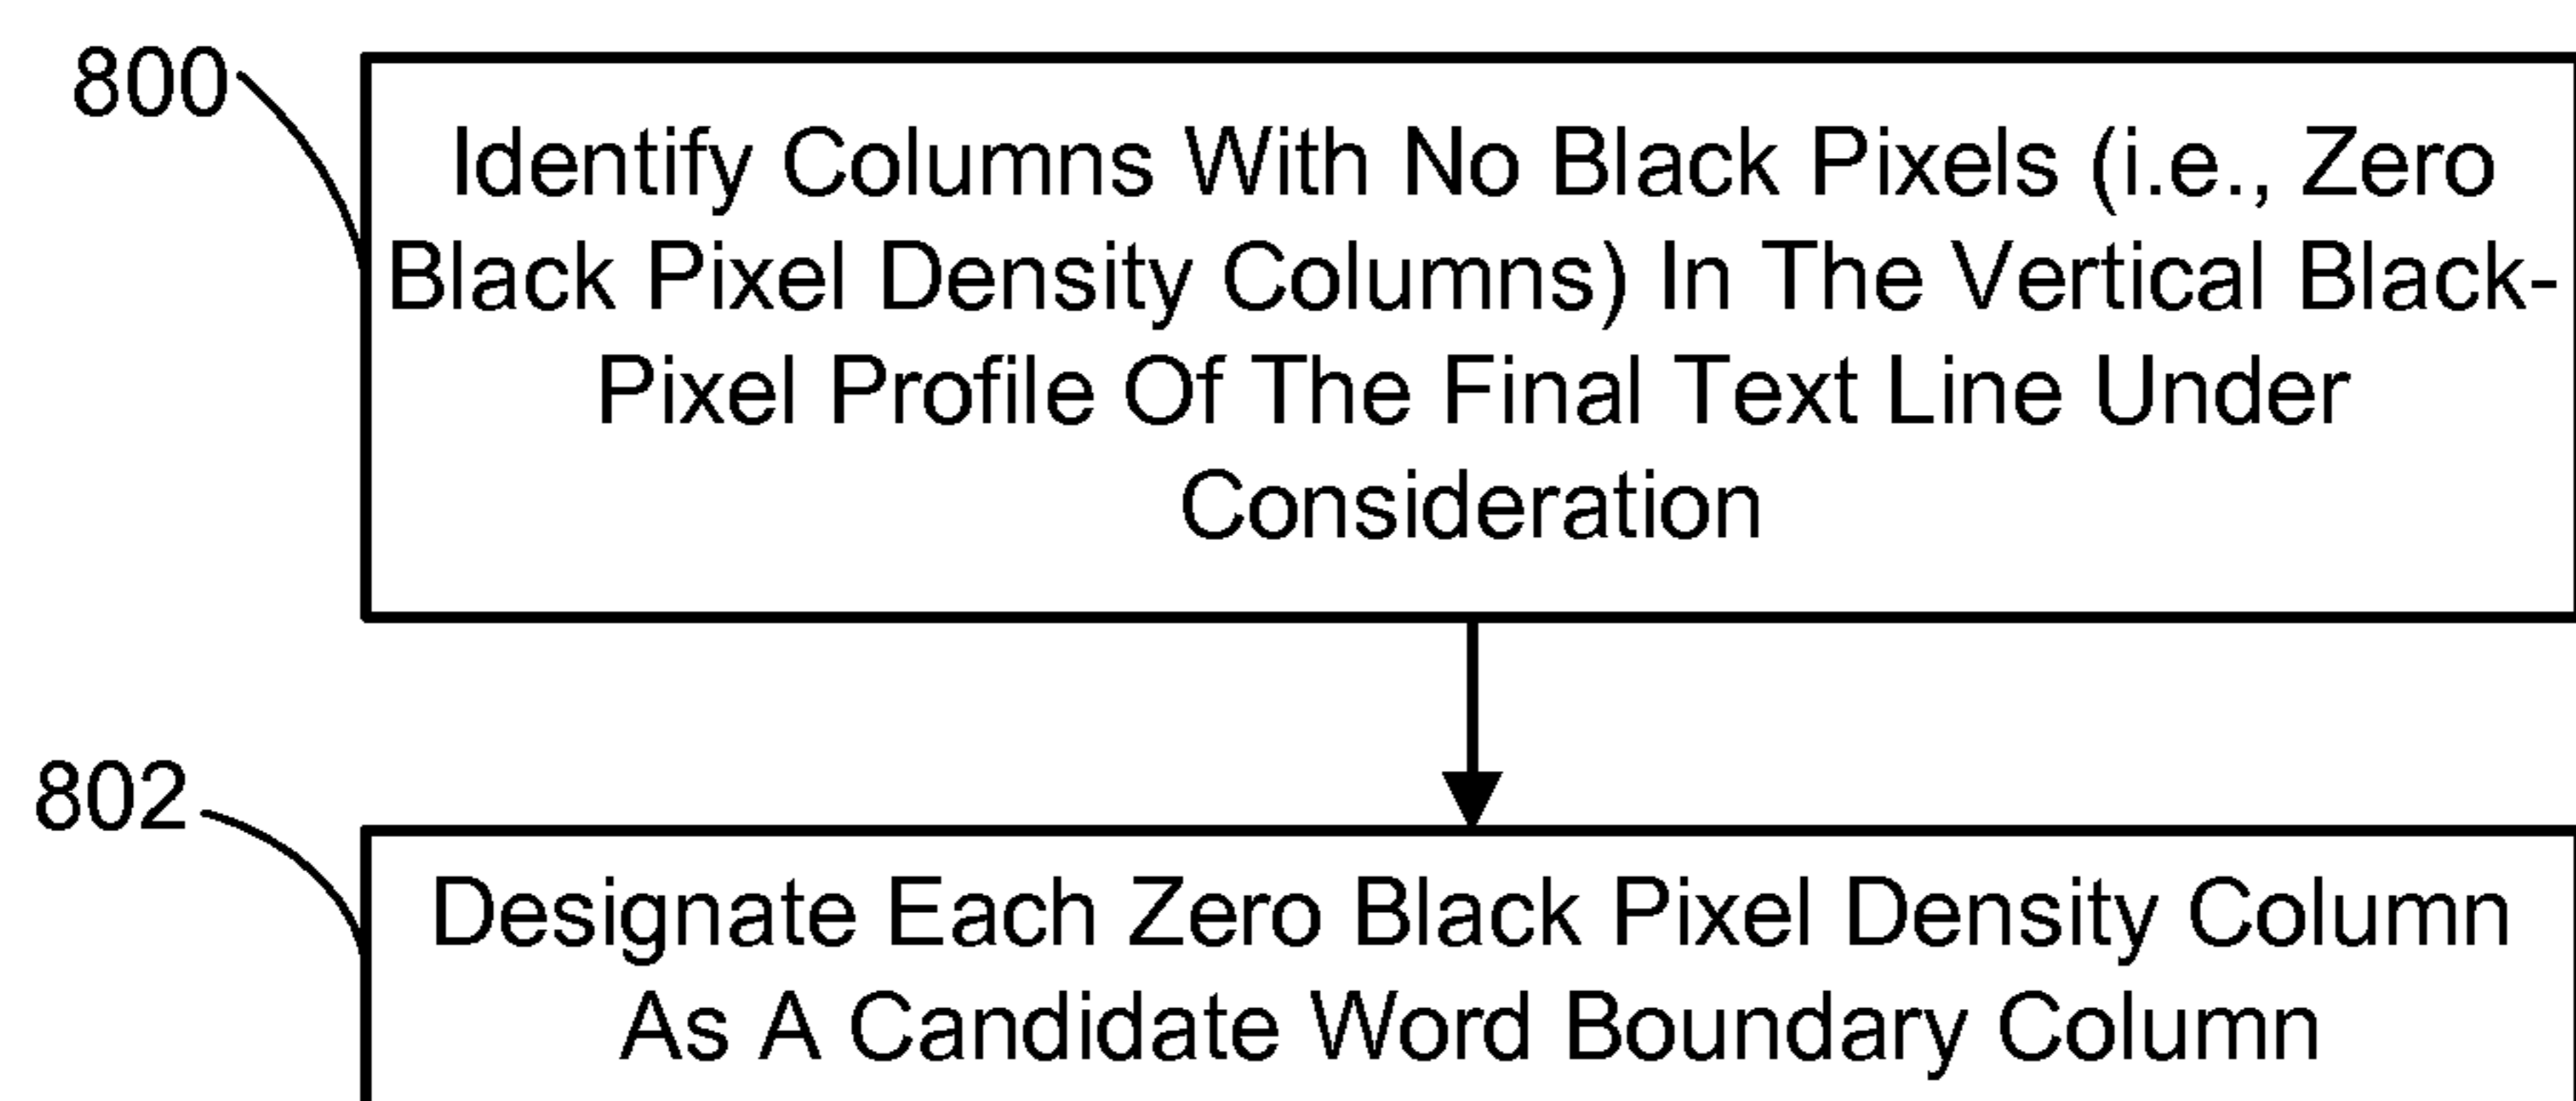 800
Identify Columns With No Black Pixels (i.e., Zero
Black Pixel Density Columns) In The Vertical Black-
Pixel Profile Of The Final Text Line Under
Consideration
802
Designate Each Zero Black Pixel Density Column
As A Candidate Word Boundary Column